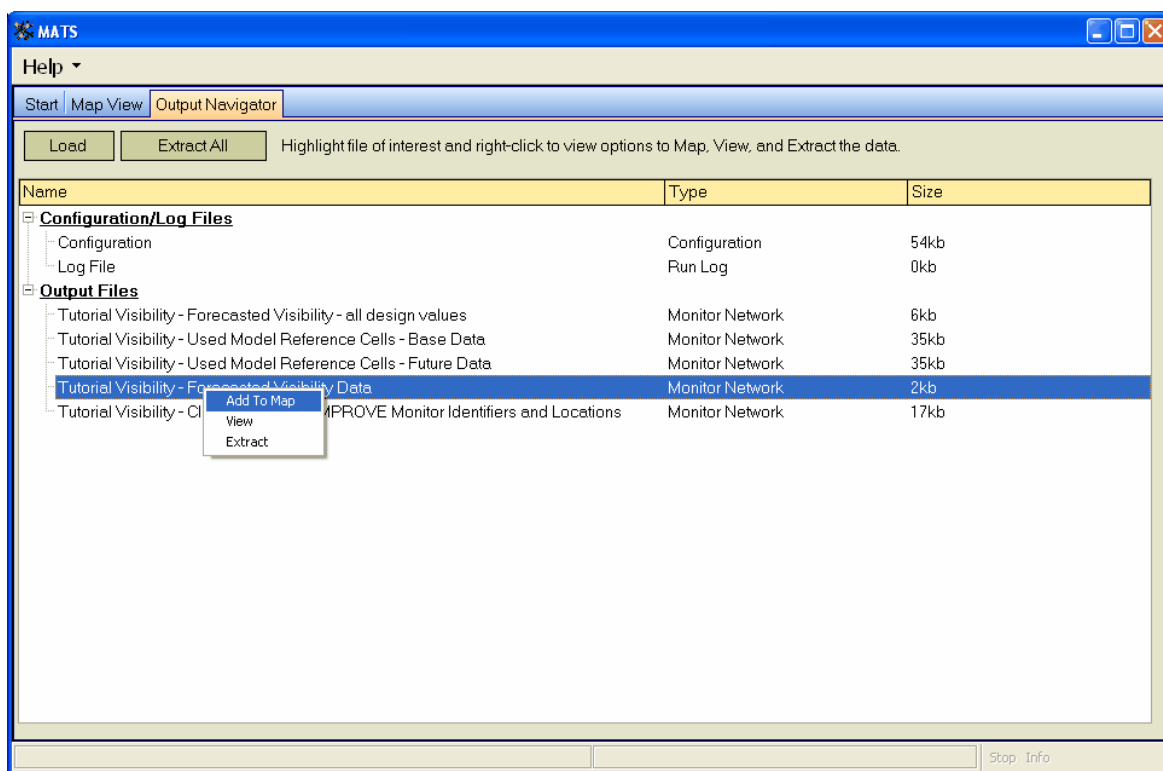 MATS
Help
Start Map View Output Navigator
Load Extract All Highlight file of interest and right-click to view options to Map, View, and Extract the data.
Name Type Size
Configuration/Log Files
Configuration Configuration 54kb
Log File Run Log 0kb
Output Files
Tutorial Visibility - Forecasted Visibility - all design values Monitor Network 6kb
Tutorial Visibility - Used Model Reference Cells - Base Data Monitor Network 35kb
Tutorial Visibility - Used Model Reference Cells - Future Data Monitor Network 35kb
Tutorial Visibility - Forecasted Visibility Data Monitor Network 2kb
Add To Map
Tutorial Visibility - Cl MPROVE Monitor Identifiers and Locations Monitor Network 17kb
View
Extract
Stop Info